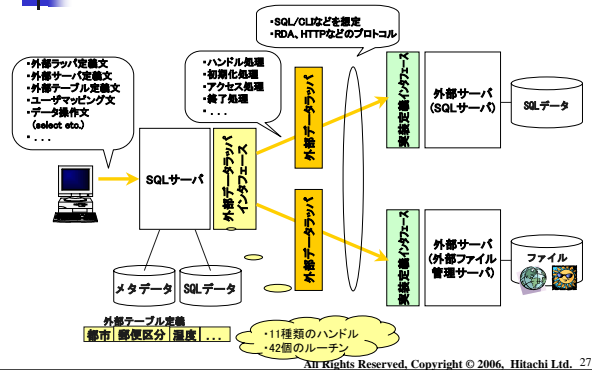 ・SQL/CLIなどを想定
・RDA、HTTPなどのプロトコル
・外部ラッパ定義文
・外部サーバ定義文
・外部テーブル定義文
・ユーザマッピング文
・データ操作文
(select etc.)
・...
・ハンドル処理
・初期化処理
・アクセス処理
・終了処理
・....
SQLサーバ
外部データラッパ
インタフェース
外部データラッパ
外部データラッパ
実装定義インタフェース
外部サーバ
(SQLサーバ)
SQLデータ
実装定義インタフェース
外部サーバ
(外部ファイル
管理サーバ)
ファイル
メタデータ
SQLデータ
外部テーブル定義
都市 郵便区分 温度 ...
・11種類のハンドル
・42個のルーチン
All Rights Reserved, Copyright © 2006, Hitachi Ltd. 27